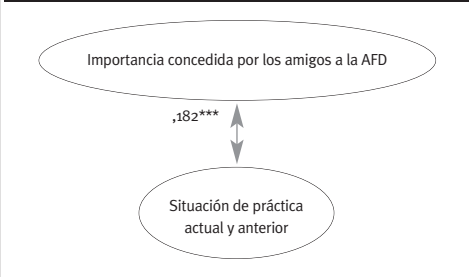 Importancia concedida por los amigos a la AFD
,182***
Situación de práctica
actual y anterior